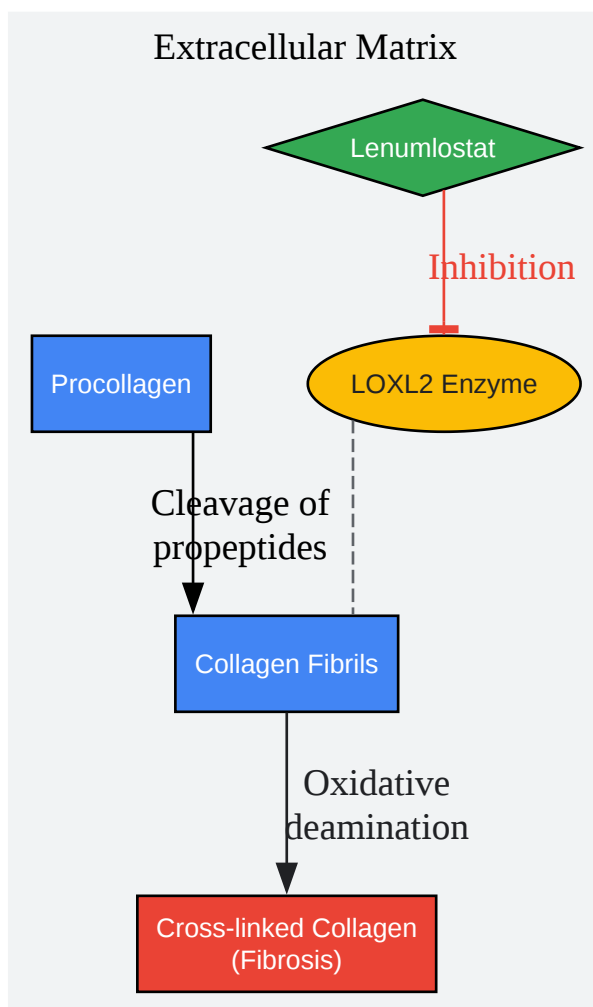 Extracellular Matrix
Lenumlostat
Inhibition
Procollagen
LOXL2 Enzyme
Cleavage of
propeptides
Collagen Fibrils
Oxidative
deamination
Cross-linked Collagen
(Fibrosis)